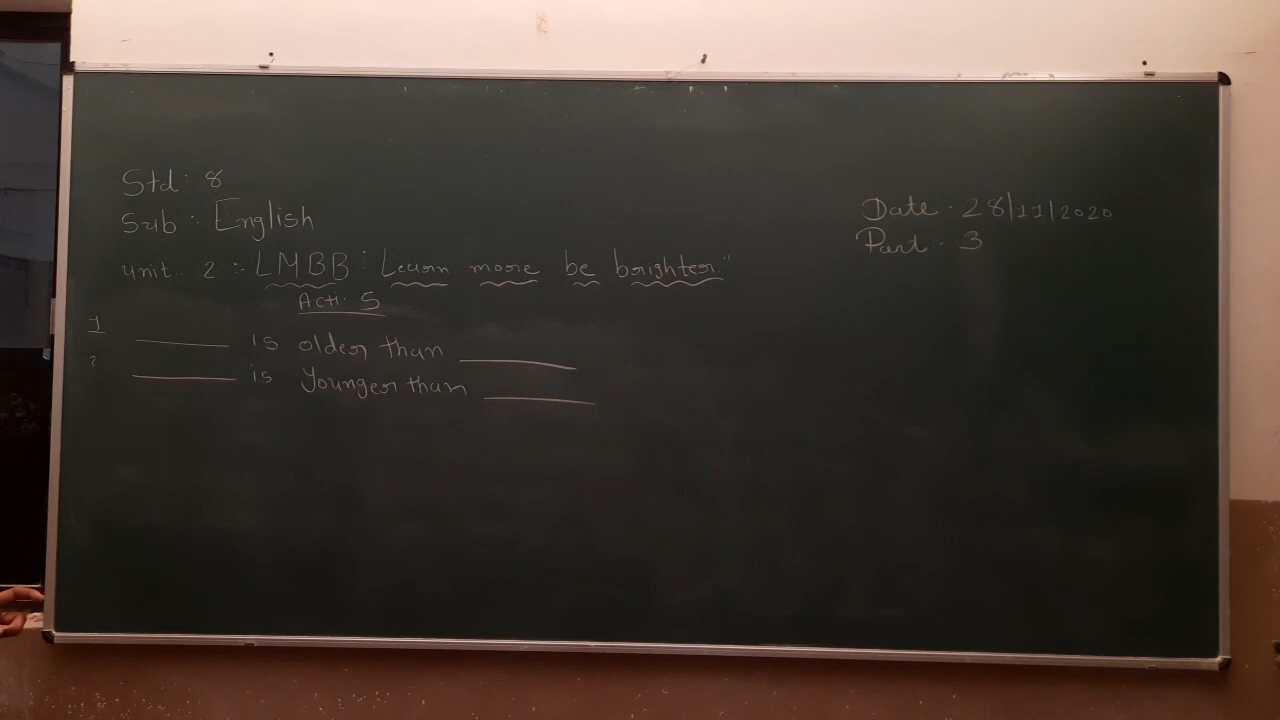 Std: 8
Sub: English
unit: 2 :- LMBB: Learn more be brighter"
Acti. 5
1 ______ is older than ______
2 ______ is Younger than ______
Date. 28/11/2020
Part.. 3